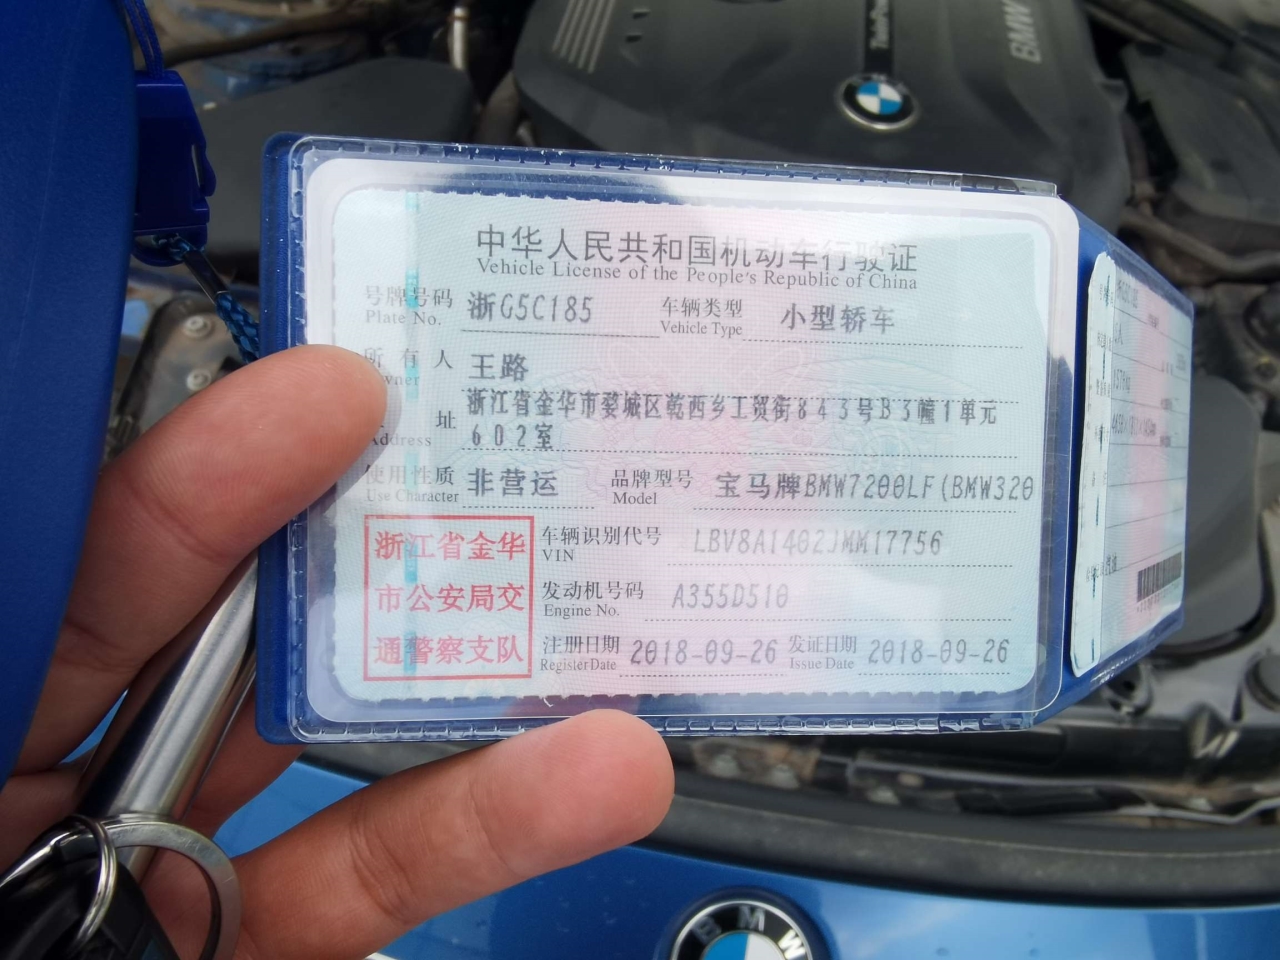 TwinPower
BMW
中华人民共和国机动车行驶证
Vehicle License of the People's Republic of China
号牌号码 浙G5C185 车辆类型 小型轿车
Plate No. Vehicle Type
所有人 王路
Owner
址 浙江省金华市婺城区乾西乡工贸街843号B3幢1单元
Address 602室
使用性质 非营运 品牌型号 宝马牌BMW7200LF(BMW320
Use Character Model
浙江省金华
市公安局交
通警察支队
车辆识别代号 LBV8A1402JMM17756
VIN
发动机号码 A355D510
Engine No.
注册日期 2018-09-26 发证日期 2018-09-26
Register Date Issue Date
BMW